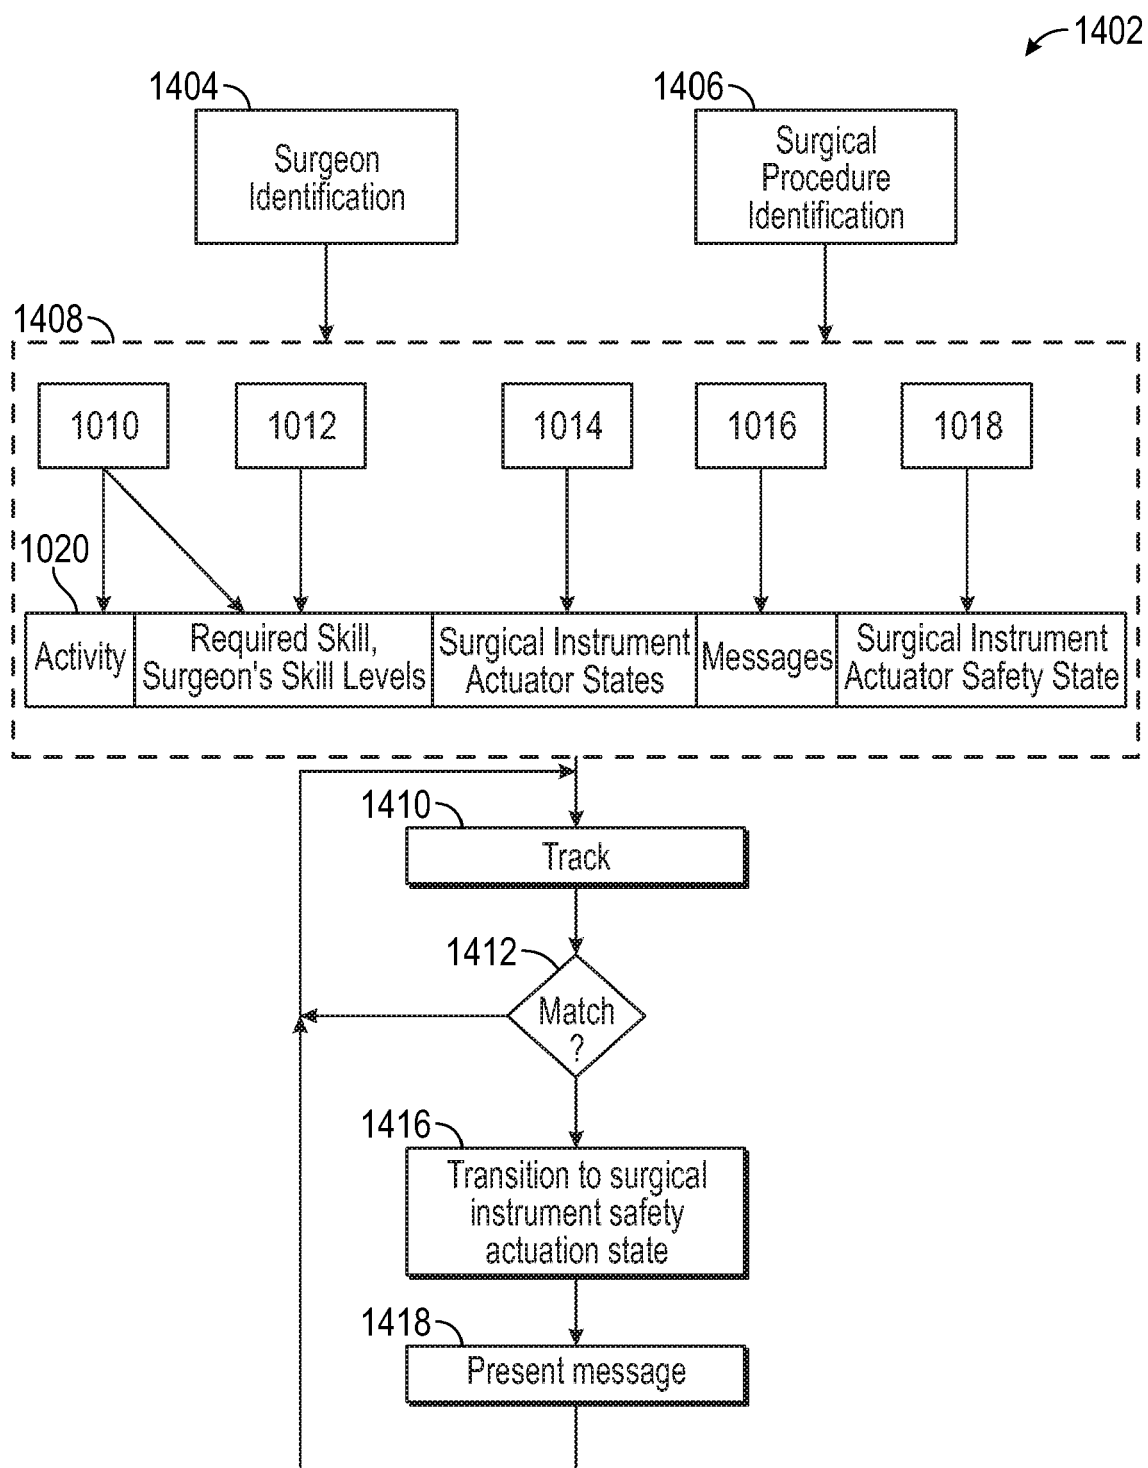 1402
1404
1406
Surgeon
Identification
Surgical
Procedure
Identification
1408
1010
1012
1014
1016
1018
1020
Activity
Required Skill,
Surgeon's Skill Levels
Surgical Instrument
Actuator States
Messages
Surgical Instrument
Actuator Safety State
1410
Track
1412
Match
?
1416
Transition to surgical
instrument safety
actuation state
1418
Present message